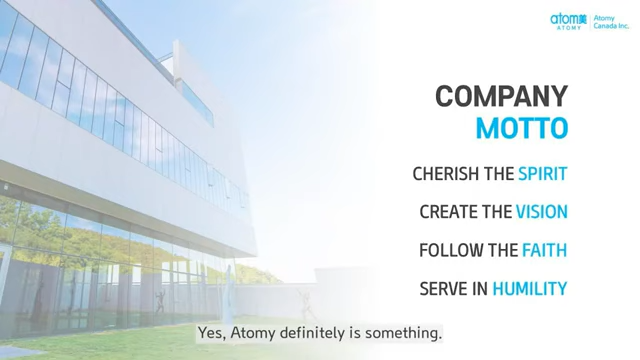 atom美 Atomy
ATOMY Canada Inc.
COMPANY
MOTTO
CHERISH THE SPIRIT
CREATE THE VISION
FOLLOW THE FAITH
SERVE IN HUMILITY
Yes, Atomy definitely is something.